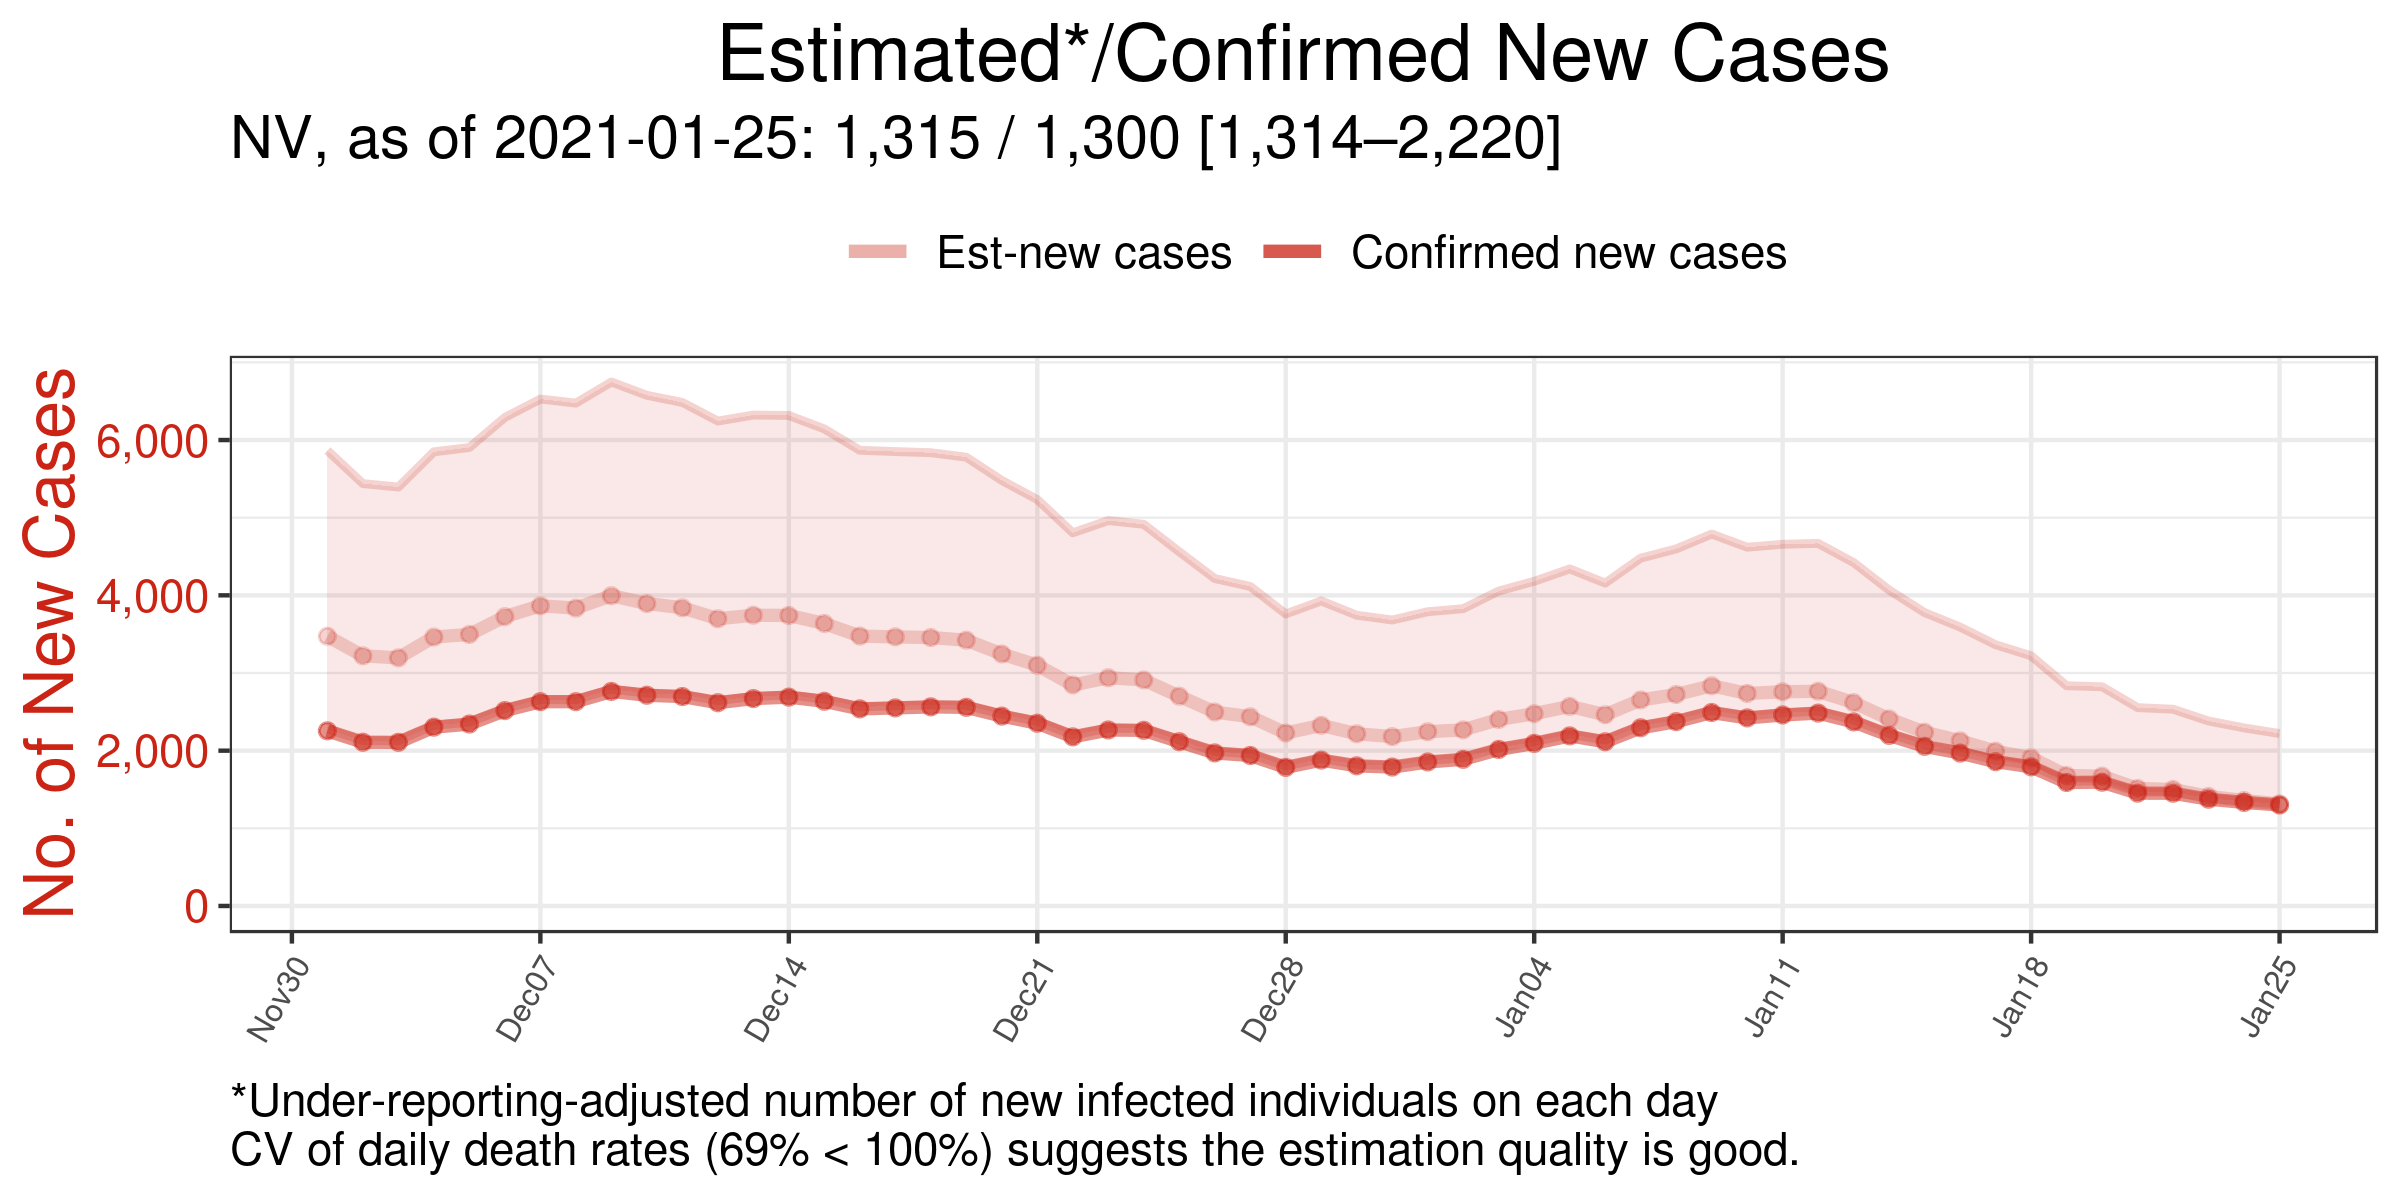 Estimated*/Confirmed New Cases
NV, as of 2021-01-25: 1,315 / 1,300 [1,314–2,220]
Est-new cases Confirmed new cases
No. of New Cases
6,000
4,000
2,000
0
Nov30 Dec07 Dec14 Dec21 Dec28 Jan04 Jan11 Jan18 Jan25
*Under-reporting-adjusted number of new infected individuals on each day
CV of daily death rates (69% < 100%) suggests the estimation quality is good.